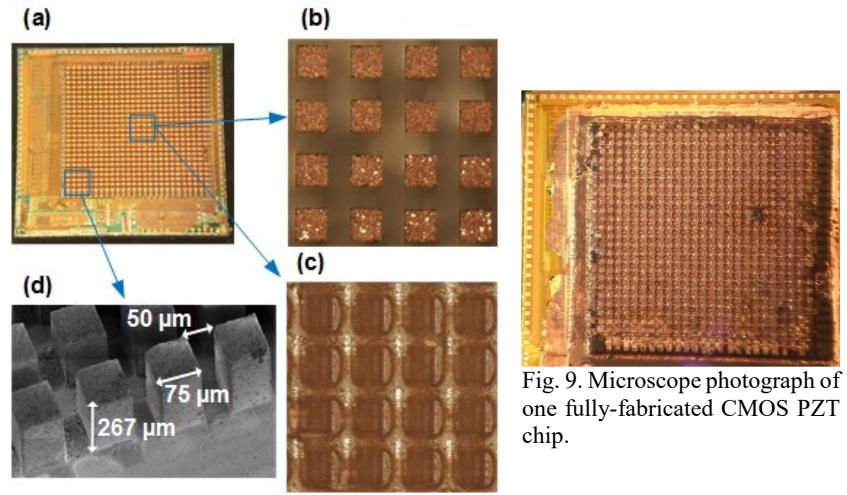 (a)
(b)
(d)
(c)
50 µm
75 µm
267 µm
Fig. 9. Microscope photograph of
one fully-fabricated CMOS PZT
chip.